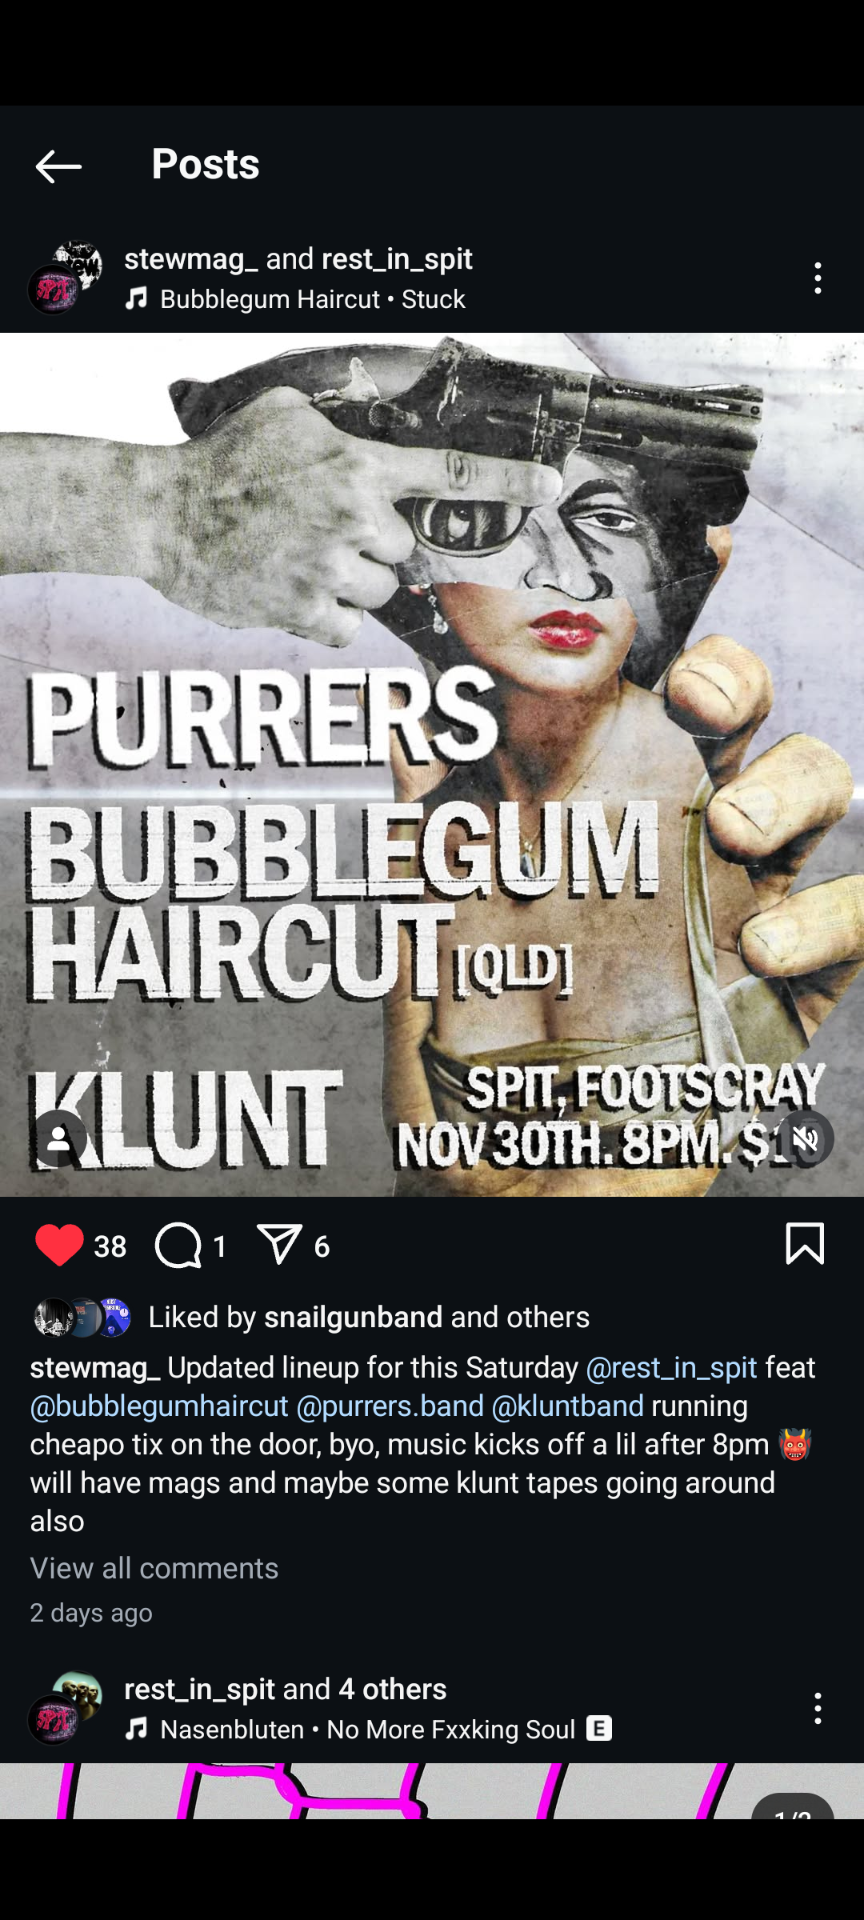 Posts
stewmag_ and rest_in_spit
Bubblegum Haircut • Stuck
PURRERS
BUBBLEGUM
HAIRCUT [QLD]
KLUNT
SPIT, FOOTSCRAY
NOV 30TH. 8PM.
38 1 6
Liked by snailgunband and others
stewmag_ Updated lineup for this Saturday @rest_in_spit feat
@bubblegumhaircut @purrers.band @kluntband running
cheapo tix on the door, byo, music kicks off a lil after 8pm 👹
will have mags and maybe some klunt tapes going around
also
View all comments
2 days ago
rest_in_spit and 4 others
Nasenbluten • No More Fxxking Soul E